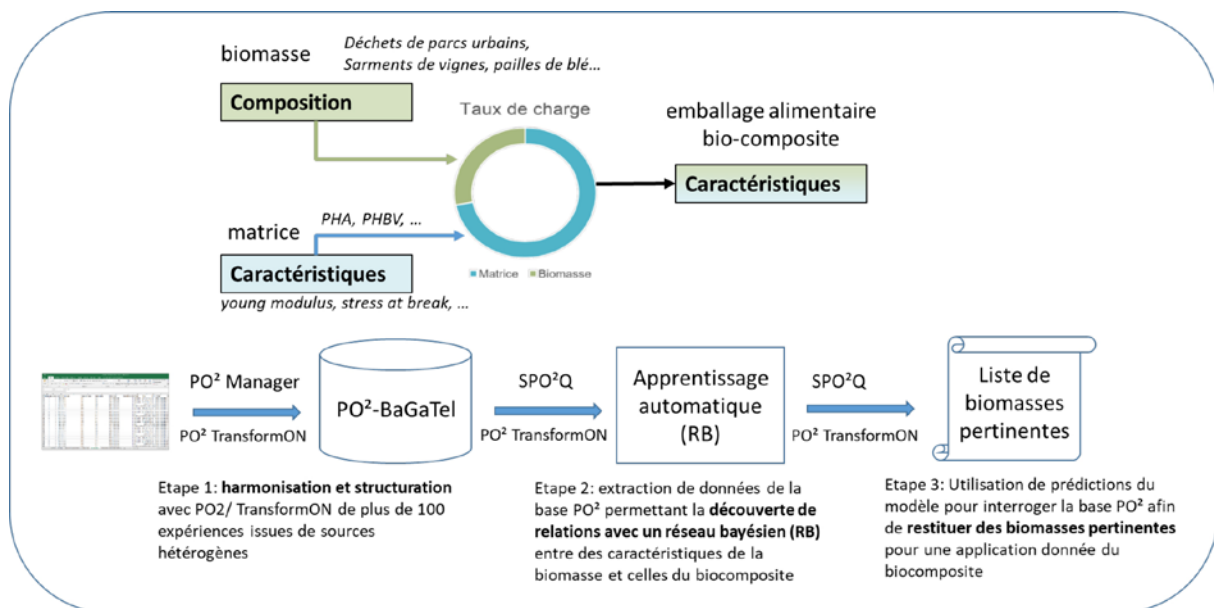 biomasse
Déchets de parcs urbains,
Sarments de vignes, pailles de blé…
Composition
Taux de charge
emballage alimentaire
bio-composite
Caractéristiques
PHA, PHBV, …
matrice
Caractéristiques
Matrice Biomasse
young modulus, stress at break, …
PO² Manager
PO² TransformON
PO²-BaGaTel
SPO²Q
PO² TransformON
Apprentissage
automatique
(RB)
SPO²Q
PO² TransformON
Liste de
biomasses
pertinentes
Etape 1: harmonisation et structuration
avec PO2/ TransformON de plus de 100
expériences issues de sources
hétérogènes
Etape 2: extraction de données de la
base PO² permettant la découverte de
relations avec un réseau bayésien (RB)
entre des caractéristiques de la
biomasse et celles du biocomposite
Etape 3: Utilisation de prédictions du
modèle pour interroger la base PO² afin
de restituer des biomasses pertinentes
pour une application donnée du
biocomposite